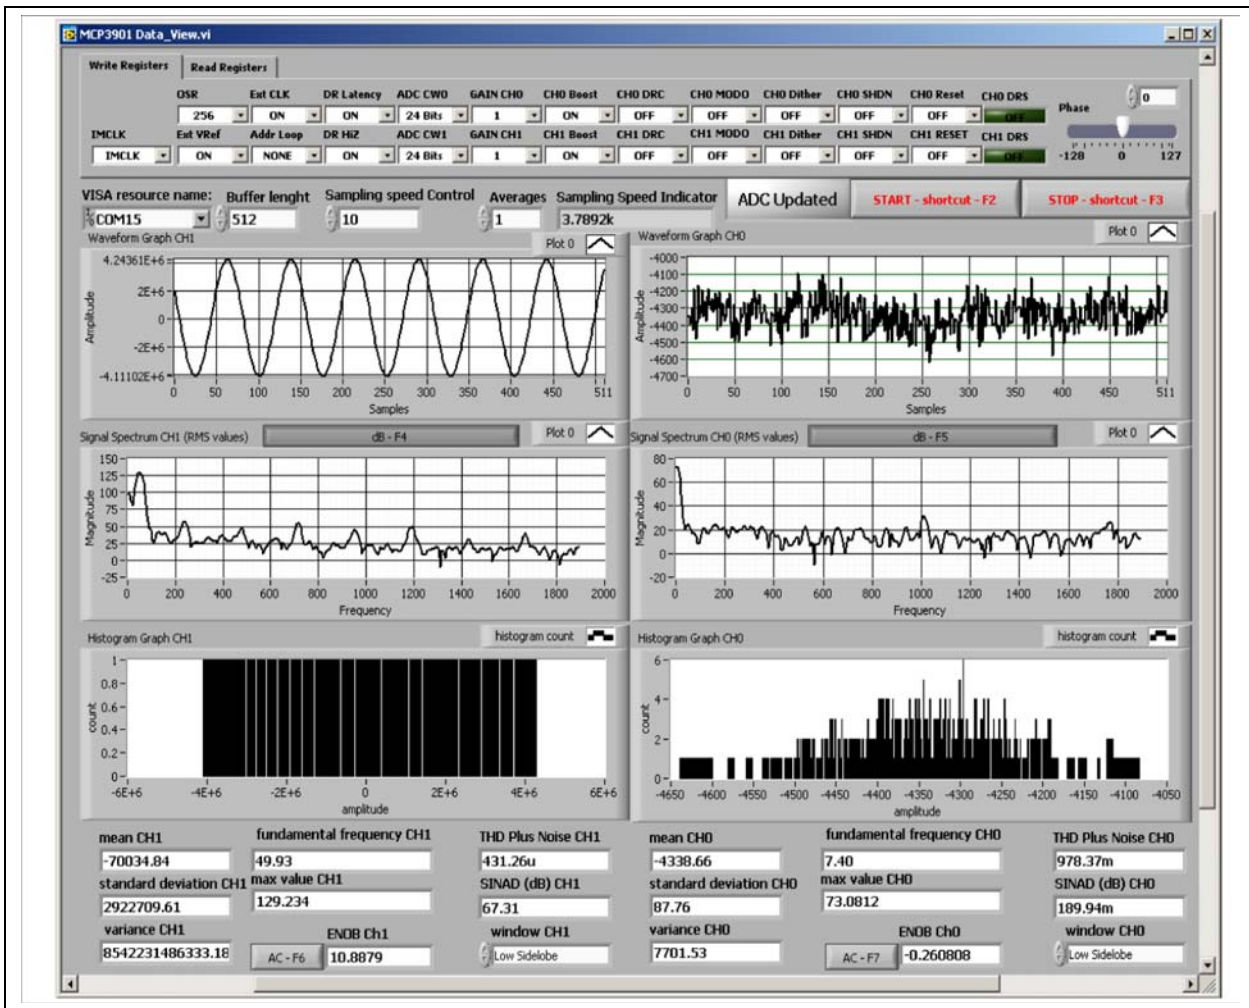 MCP3901 Data_View.vi
Write Registers Read Registers
OSR Ext CLK DR Latency ADC CW0 GAIN CH0 CH0 Boost CH0 DRC CH0 MOD0 CH0 Dither CH0 SHDN CH0 Reset CH0 DRS
256 ON ON 24 Bits 1 ON OFF OFF OFF OFF OFF OFF
Phase 0
IMCLK Ext VRef Addr Loop DR HiZ ADC CW1 GAIN CH1 CH1 Boost CH1 DRC CH1 MOD0 CH1 Dither CH1 SHDN CH1 RESET CH1 DRS
IMCLK ON NONE ON 24 Bits 1 ON OFF OFF OFF OFF OFF OFF
-128 0 127
VISA resource name: Buffer lenght Sampling speed Control Averages Sampling Speed Indicator
COM15 512 10 1 3.7892k
ADC Updated START - shortcut - F2 STOP - shortcut - F3
Waveform Graph CH1 Plot 0
4.24361E+6
2E+6
0
-2E+6
-4.11102E+6
Amplitude
0 50 100 150 200 250 300 350 400 450 511
Samples
Waveform Graph CH0 Plot 0
-4000
-4100
-4200
-4300
-4400
-4500
-4600
-4700
Amplitude
0 50 100 150 200 250 300 350 400 450 511
Samples
Signal Spectrum CH1 (RMS values) dB - F4 Plot 0
150
125
100
75
50
25
0
-25
Magnitude
0 200 400 600 800 1000 1200 1400 1600 1800 2000
Frequency
Signal Spectrum CH0 (RMS values) dB - F5 Plot 0
80
60
40
20
0
-20
Magnitude
0 200 400 600 800 1000 1200 1400 1600 1800 2000
Frequency
Histogram Graph CH1 histogram count
1
0.8
0.6
0.4
0.2
0
count
-6E+6 -4E+6 -2E+6 0 2E+6 4E+6 6E+6
amplitude
Histogram Graph CH0 histogram count
6
4
2
0
count
-4650 -4600 -4550 -4500 -4450 -4400 -4350 -4300 -4250 -4200 -4150 -4100 -4050
amplitude
mean CH1 fundamental frequency CH1 THD Plus Noise CH1
-70034.84 49.93 431.26u
standard deviation CH1 max value CH1 SINAD (dB) CH1
2922709.61 129.234 67.31
variance CH1 ENOB Ch1 window CH1
8542231486333.18 AC - F6 10.8879 Low Sidelobe
mean CH0 fundamental frequency CH0 THD Plus Noise CH0
-4338.66 7.40 978.37m
standard deviation CH0 max value CH0 SINAD (dB) CH0
87.76 73.0812 189.94m
variance CH0 ENOB Ch0 window CH0
7701.53 AC - F7 -0.260808 Low Sidelobe